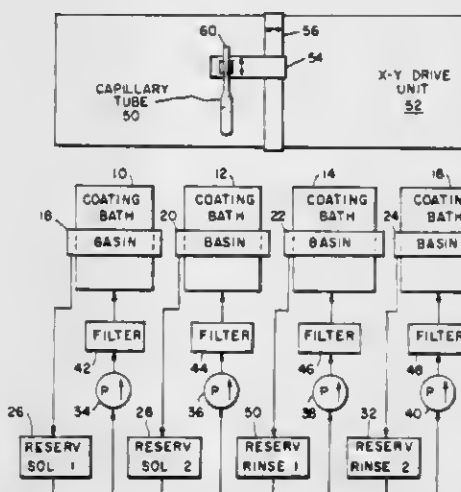 60
56
54
CAPILLARY
TUBE
50
X-Y DRIVE
UNIT
52
10 12 14 16
COATING BATH COATING BATH COATING BATH COATING BATH
18 20 22 24
BASIN BASIN BASIN BASIN
FILTER FILTER FILTER FILTER
42 44 46 48
P P P P
34 36 38 40
26 28 50 32
RESERV RESERV RESERV RESERV
SOL 1 SOL 2 RINSE 1 RINSE 2